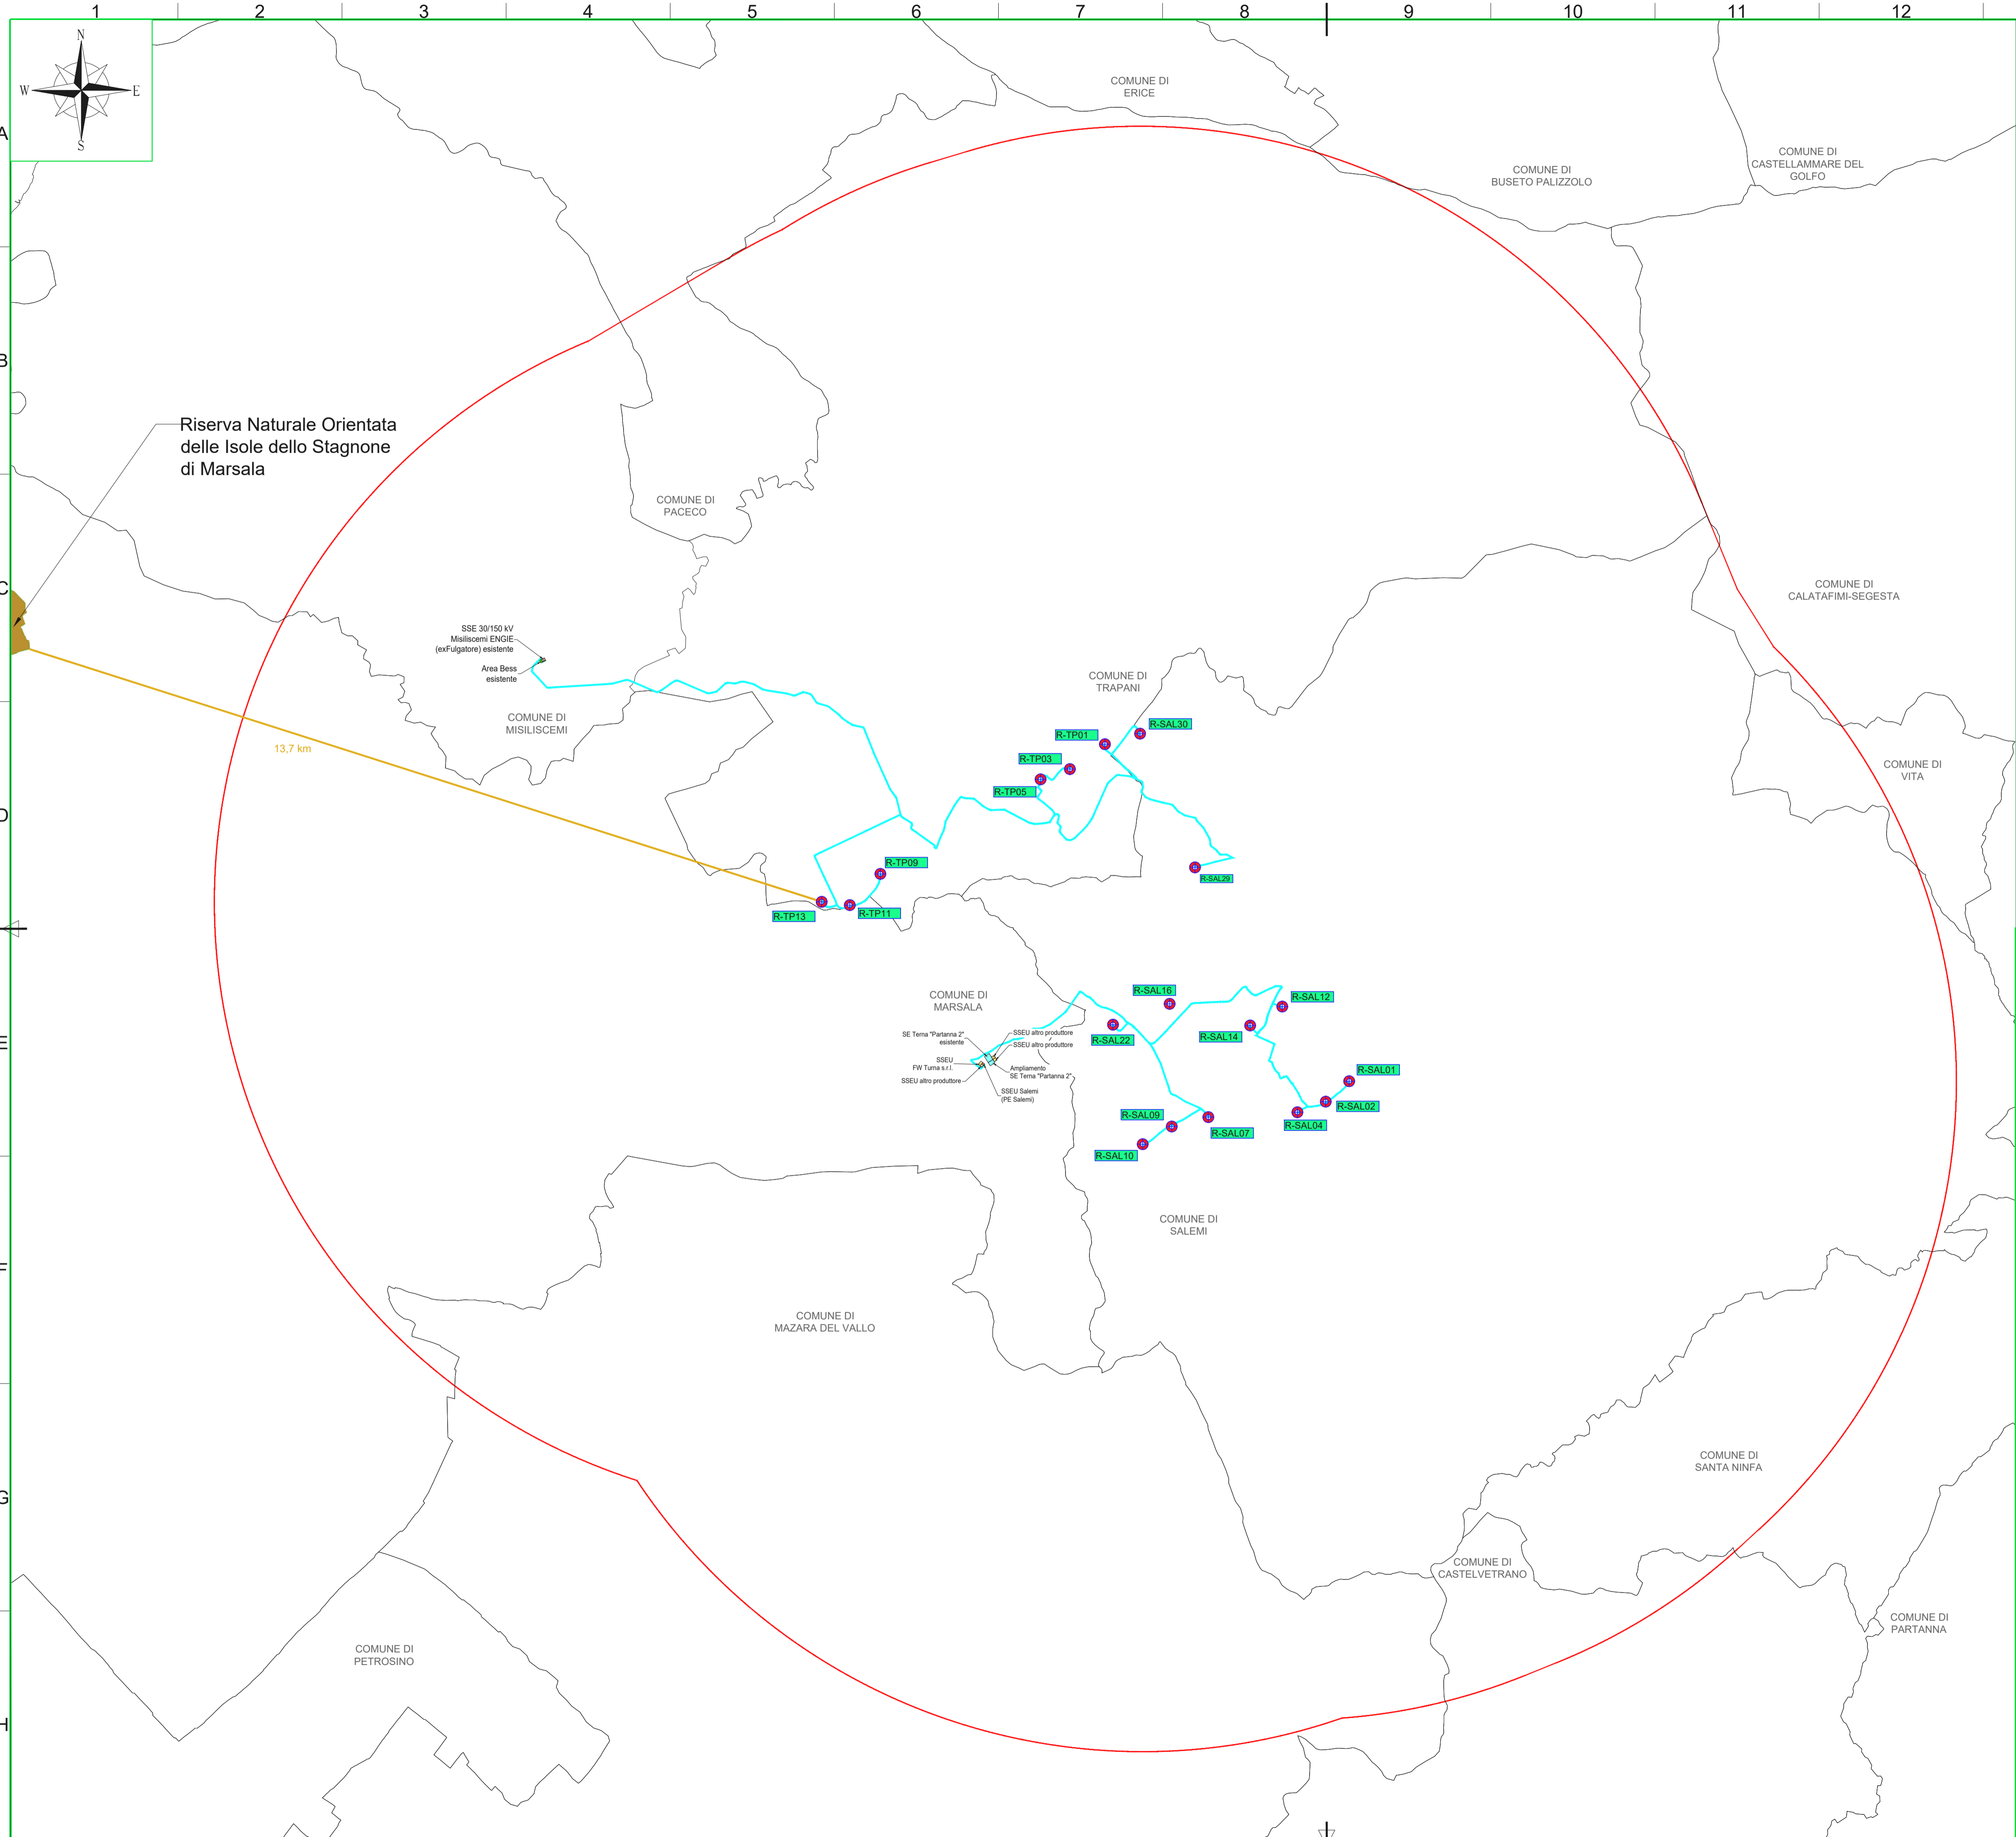 1 2 3 4 5 6 7 8 9 10 11 12
N
W E
S
A
B
C
D
E
F
G
H
COMUNE DI
ERICE
COMUNE DI
BUSETO PALIZZOLO
COMUNE DI
CASTELLAMMARE DEL
GOLFO
Riserva Naturale Orientata
delle Isole dello Stagnone
di Marsala
COMUNE DI
PACECO
COMUNE DI
CALATAFIMI-SEGESTA
SSE 30/150 kV
Misiliscemi ENGIE
(exFulgatore) esistente
Area Bess
esistente
COMUNE DI
MISILISCEMI
13,7 km
COMUNE DI
TRAPANI
R-SAL30
R-TP01
R-TP03
R-TP05
COMUNE DI
VITA
R-TP09
R-SAL29
R-TP13
R-TP11
COMUNE DI
MARSALA
R-SAL16
R-SAL12
R-SAL22
R-SAL14
SE Terna "Partanna 2"
esistente
SSEU altro produttore
SSEU altro produttore
SSEU
FW Turna s.r.l.
Ampliamento
SE Terna "Partanna 2"
SSEU altro produttore
SSEU Salemi
(PE Salemi)
R-SAL01
R-SAL02
R-SAL04
R-SAL09
R-SAL07
R-SAL10
COMUNE DI
SALEMI
COMUNE DI
MAZARA DEL VALLO
COMUNE DI
SANTA NINFA
COMUNE DI
CASTELVETRANO
COMUNE DI
PARTANNA
COMUNE DI
PETROSINO